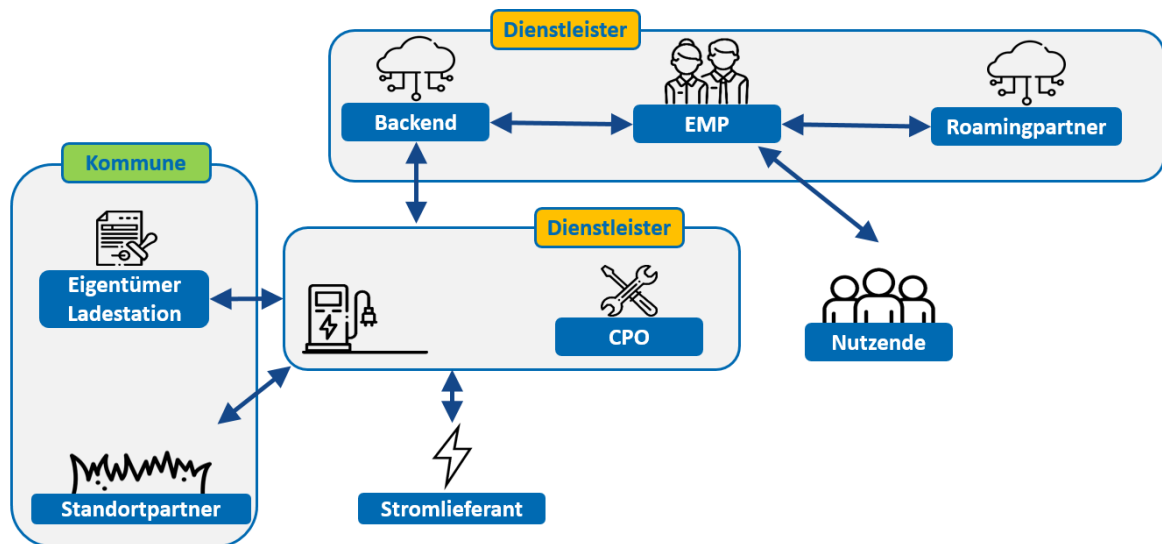 Dienstleister
Backend
EMP
Roamingpartner
Kommune
Dienstleister
Eigentümer
Ladestation
CPO
Nutzende
Standortpartner
Stromlieferant